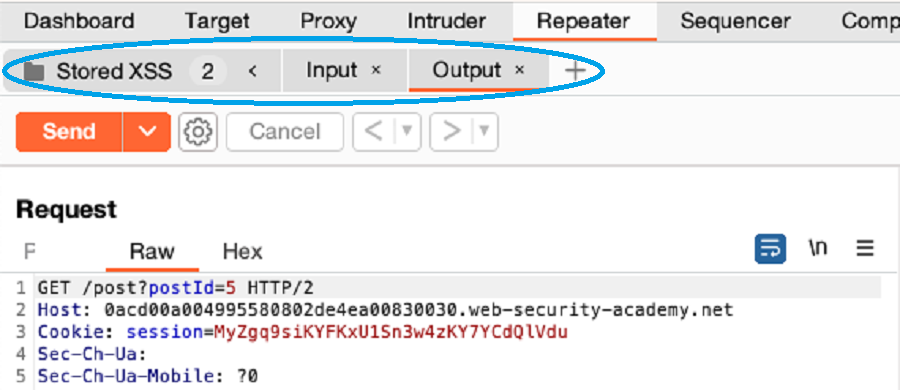 Dashboard Target Proxy Intruder Repeater Sequencer Comp
Stored XSS 2 < Input × Output × +
Send Cancel < >
Request
Raw Hex \n
1 GET /post?postId=5 HTTP/2
2 Host: 0acd00a004995580802de4ea00830030.web-security-academy.net
3 Cookie: session=MyZgq9siKYFKxU1Sn3w4zKY7YCdQlVdu
4 Sec-Ch-Ua:
5 Sec-Ch-Ua-Mobile: ?0